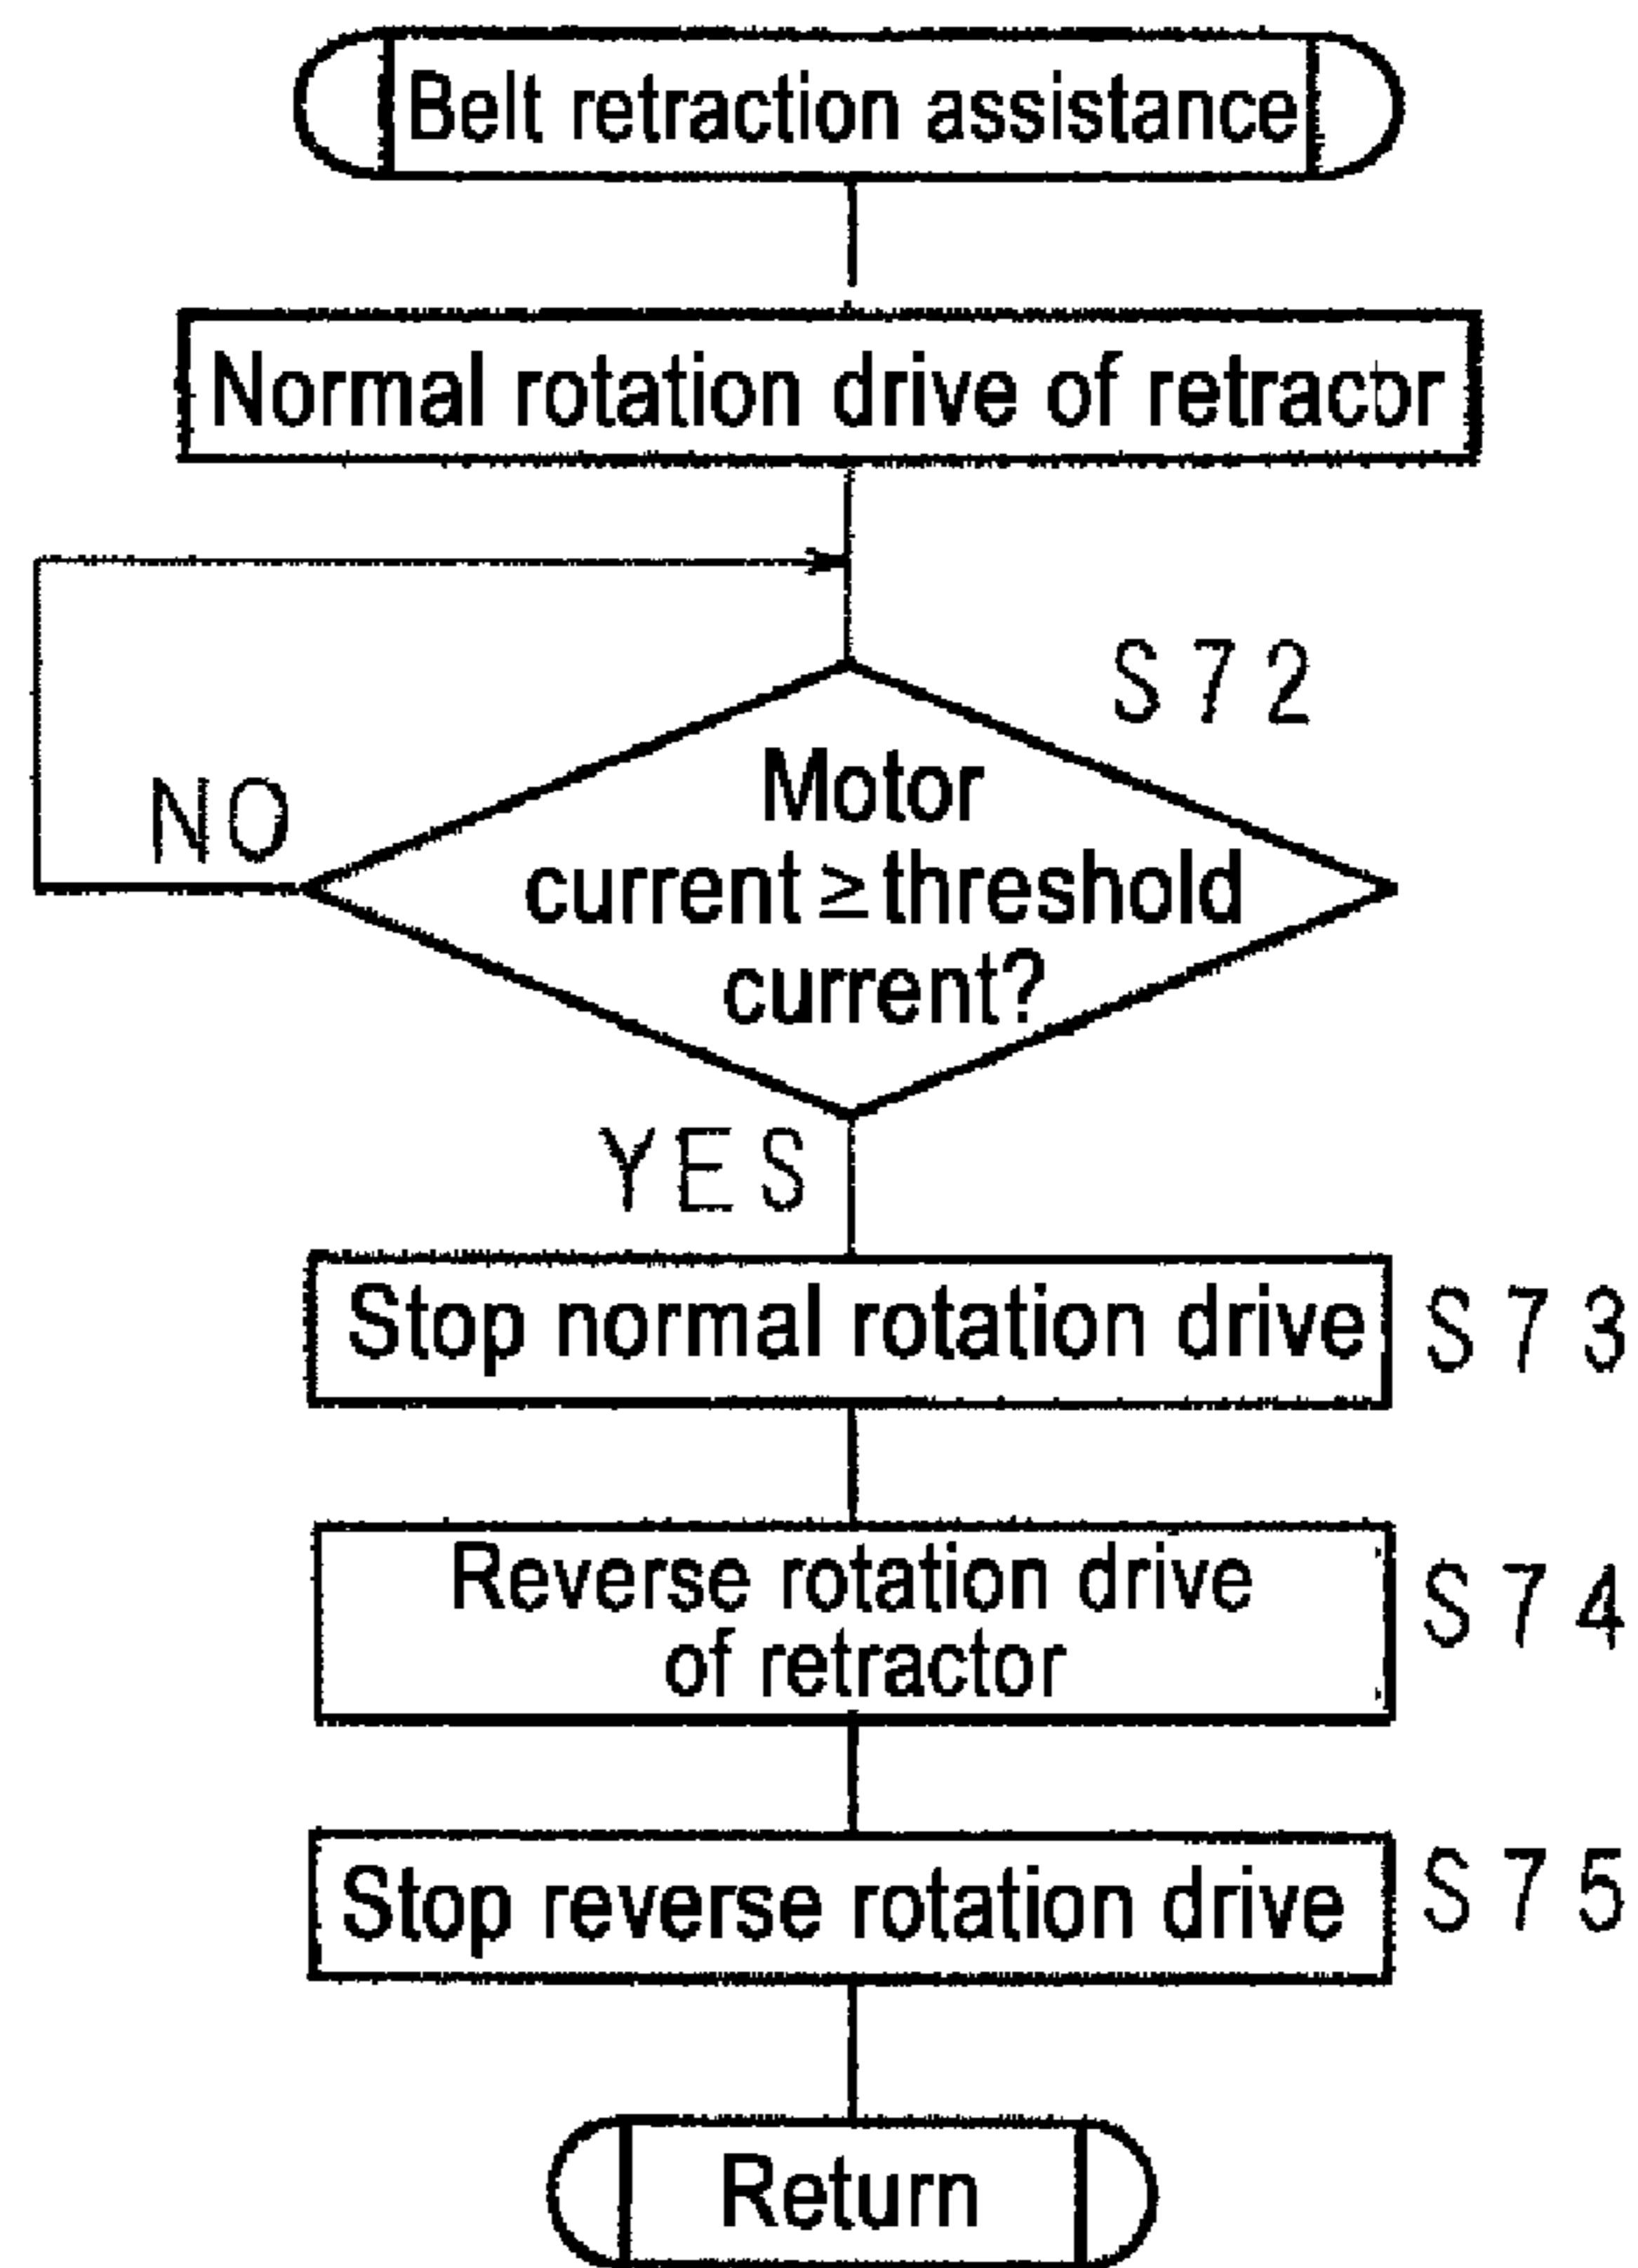 Belt retraction assistance
Normal rotation drive of retracor
S72
NO
Motor
current ≥ threshold
current?
YES
Stop normal rotation drive
S73
Reverse rotation drive
of retractor
S74
Stop reverse rotation drive
S75
Return